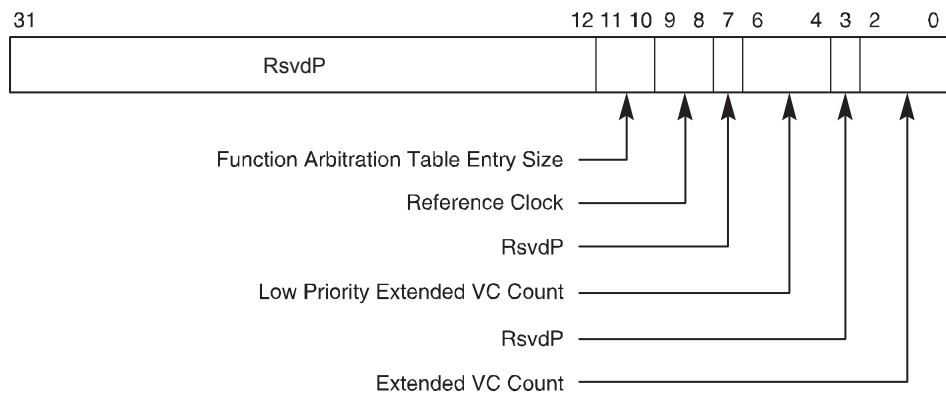 31 12 11 10 9 8 7 6 4 3 2 0
RsvdP
Function Arbitration Table Entry Size
Reference Clock
RsvdP
Low Priority Extended VC Count
RsvdP
Extended VC Count